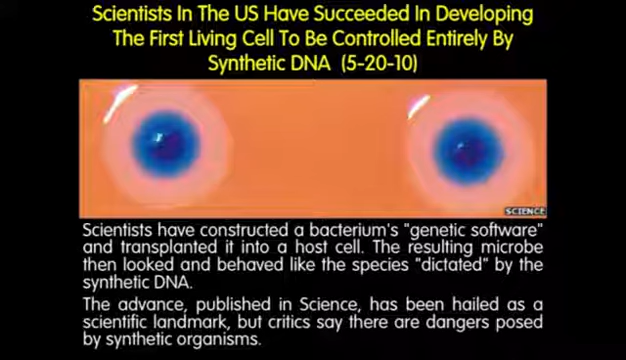 Scientists In The US Have Succeeded In Developing
The First Living Cell To Be Controlled Entirely By
Synthetic DNA (5-20-10)
SCIENCE
Scientists have constructed a bacterium's "genetic software"
and transplanted it into a host cell. The resulting microbe
then looked and behaved like the species "dictated" by the
synthetic DNA.
The advance, published in Science, has been hailed as a
scientific landmark, but critics say there are dangers posed
by synthetic organisms.